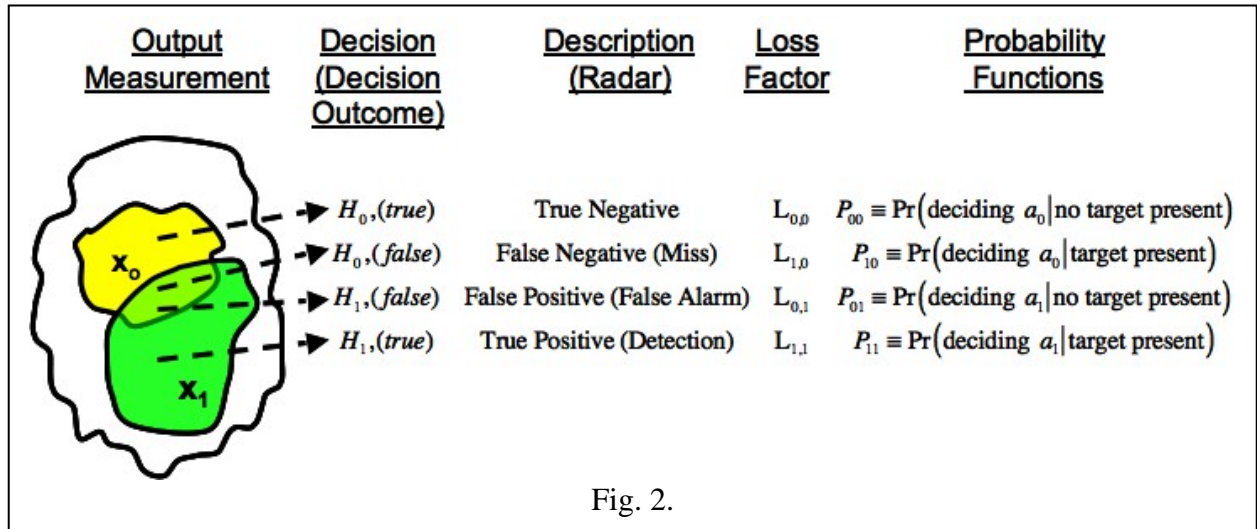 Output Measurement
Decision (Decision Outcome)
Description (Radar)
Loss Factor
Probability Functions
H₀,(true) True Negative L₀,₀ P₀₀ ≡ Pr(deciding a₀|no target present)
H₀,(false) False Negative (Miss) L₁,₀ P₁₀ ≡ Pr(deciding a₀|target present)
H₁,(false) False Positive (False Alarm) L₀,₁ P₀₁ ≡ Pr(deciding a₁|no target present)
H₁,(true) True Positive (Detection) L₁,₁ P₁₁ ≡ Pr(deciding a₁|target present)
x₀
x₁
Fig. 2.